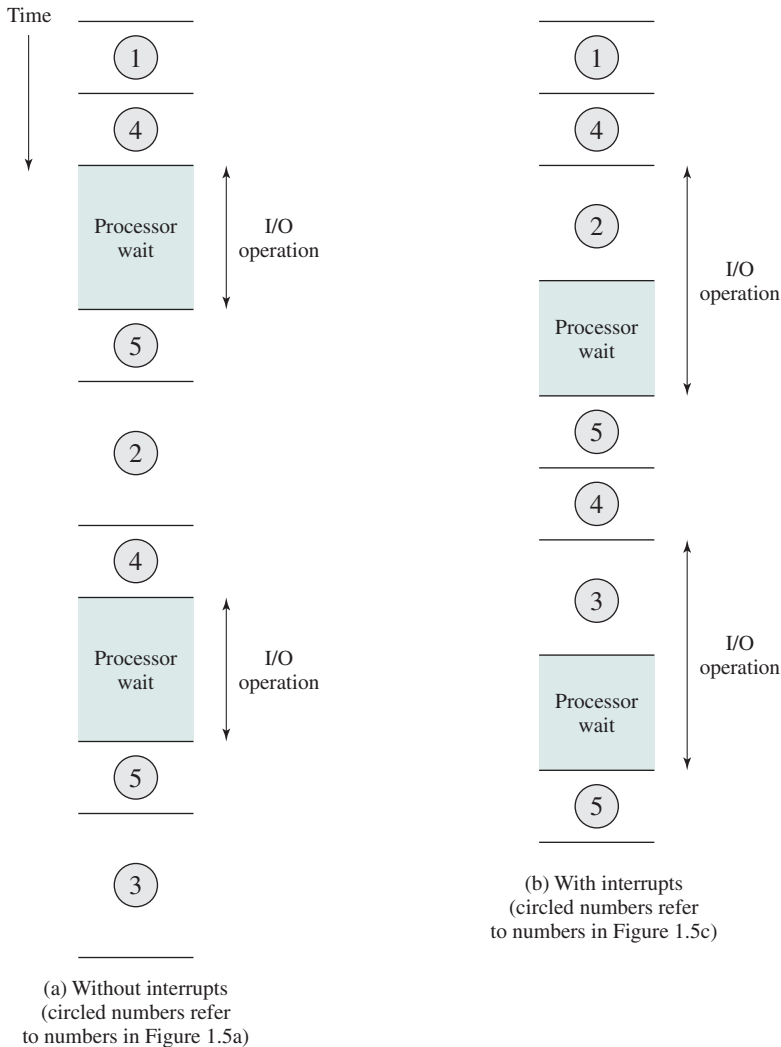 Time
1
4
Processor
wait
I/O
operation
5
2
4
Processor
wait
I/O
operation
5
3
(a) Without interrupts
(circled numbers refer
to numbers in Figure 1.5a)
1
4
2
I/O
operation
Processor
wait
5
4
3
I/O
operation
Processor
wait
5
(b) With interrupts
(circled numbers refer
to numbers in Figure 1.5c)